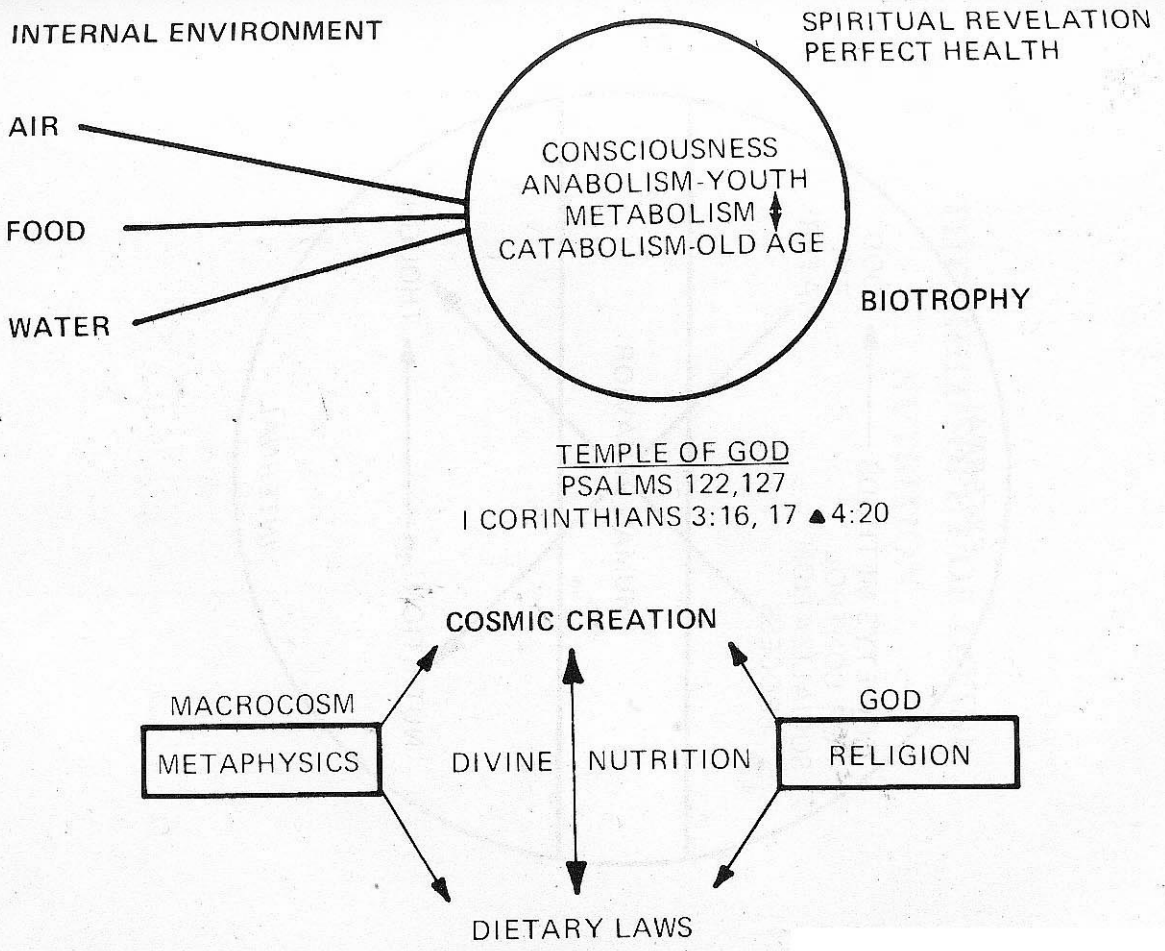 INTERNAL ENVIRONMENT
SPIRITUAL REVELATION
PERFECT HEALTH
AIR
FOOD
WATER
CONSCIOUSNESS
ANABOLISM-YOUTH
METABOLISM
CATABOLISM-OLD AGE
BIOTROPHY
TEMPLE OF GOD
PSALMS 122,127
I CORINTHIANS 3:16, 17 ▲ 4:20
COSMIC CREATION
MACROCOSM
METAPHYSICS
DIVINE NUTRITION
GOD
RELIGION
DIETARY LAWS